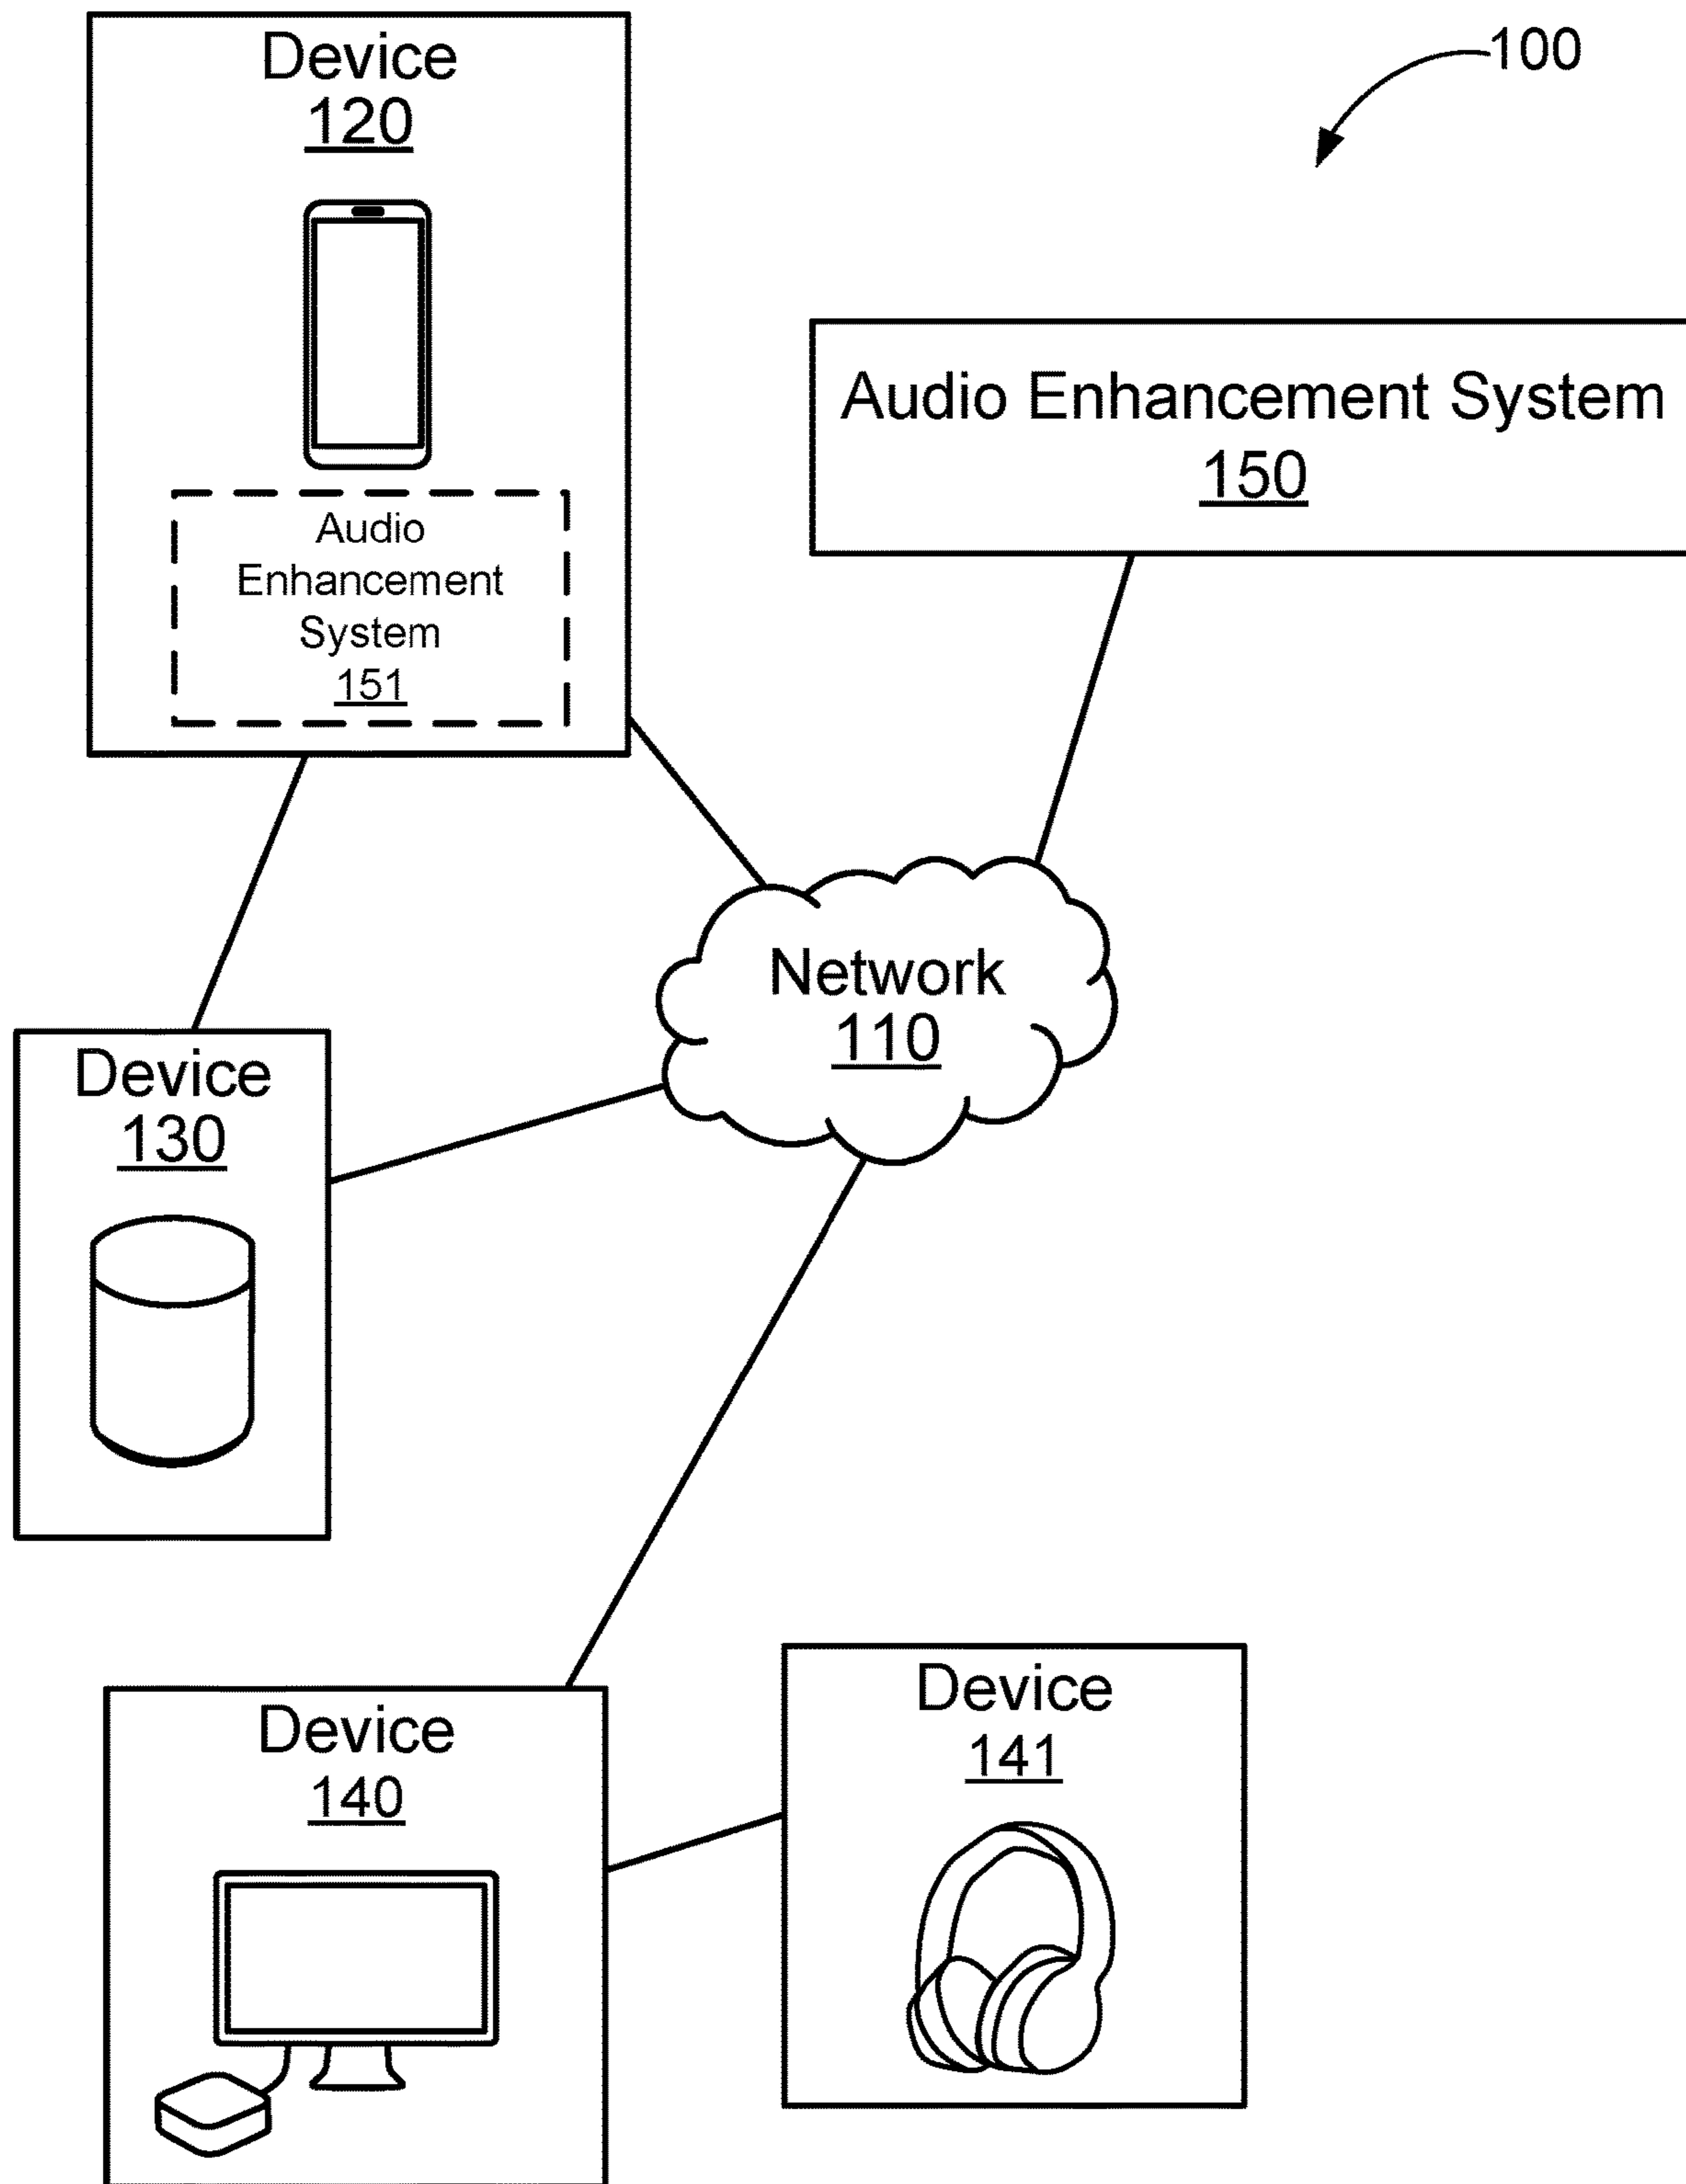 Device
120
100
Audio Enhancement System
150
Audio
Enhancement
System
151
Network
110
Device
130
Device
140
Device
141